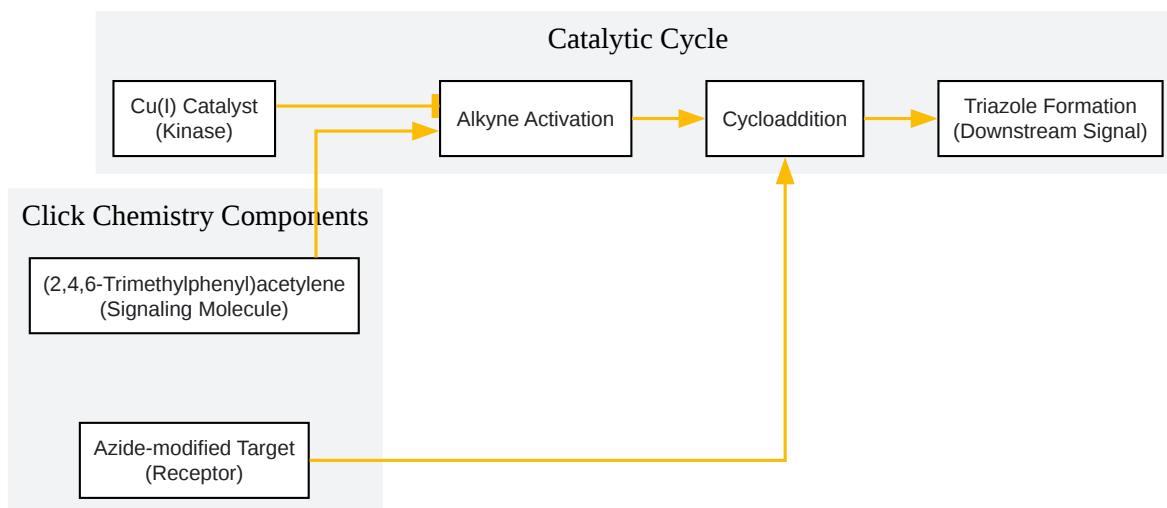 Catalytic Cycle
Cu(I) Catalyst
(Kinase)
Alkyne Activation
Cycloaddition
Triazole Formation
(Downstream Signal)
Click Chemistry Components
(2,4,6-Trimethylphenyl)acetylene
(Signaling Molecule)
Azide-modified Target
(Receptor)